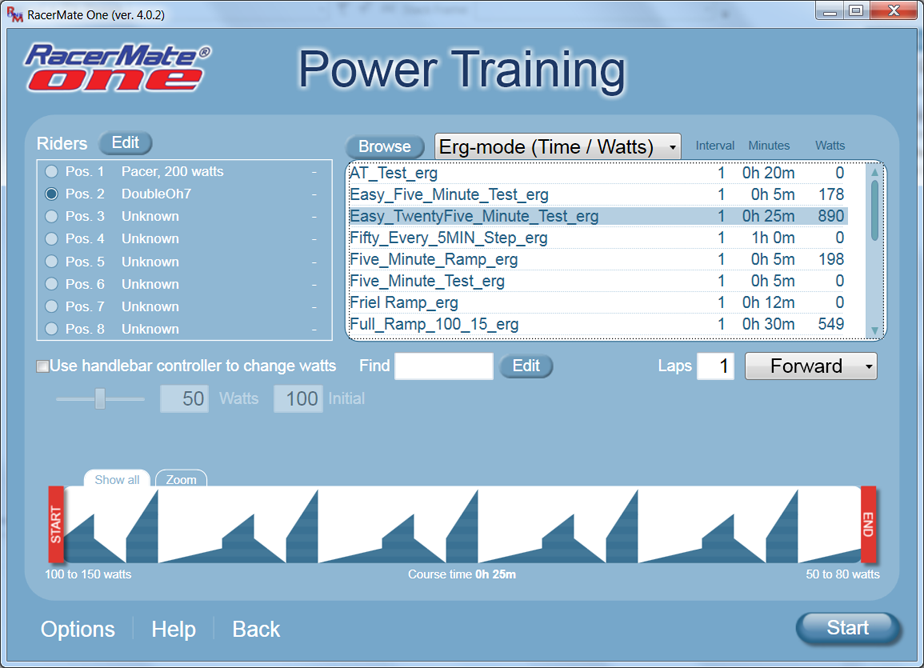 RacerMate One (ver. 4.0.2)
RacerMate®
one
Power Training
Riders Edit
Pos. 1 Pacer, 200 watts -
Pos. 2 DoubleOh7 -
Pos. 3 Unknown -
Pos. 4 Unknown -
Pos. 5 Unknown -
Pos. 6 Unknown -
Pos. 7 Unknown -
Pos. 8 Unknown -
Browse Erg-mode (Time / Watts) Interval Minutes Watts
AT_Test_erg 1 0h 20m 0
Easy_Five_Minute_Test_erg 1 0h 5m 178
Easy_TwentyFive_Minute_Test_erg 1 0h 25m 890
Fifty_Every_5MIN_Step_erg 1 1h 0m 0
Five_Minute_Ramp_erg 1 0h 5m 198
Five_Minute_Test_erg 1 0h 5m 0
Friel Ramp_erg 1 0h 12m 0
Full_Ramp_100_15_erg 1 0h 30m 549
Use handlebar controller to change watts Find Edit Laps 1 Forward
50 Watts 100 Initial
Show all Zoom
START
END
100 to 150 watts Course time 0h 25m 50 to 80 watts
Options Help Back Start